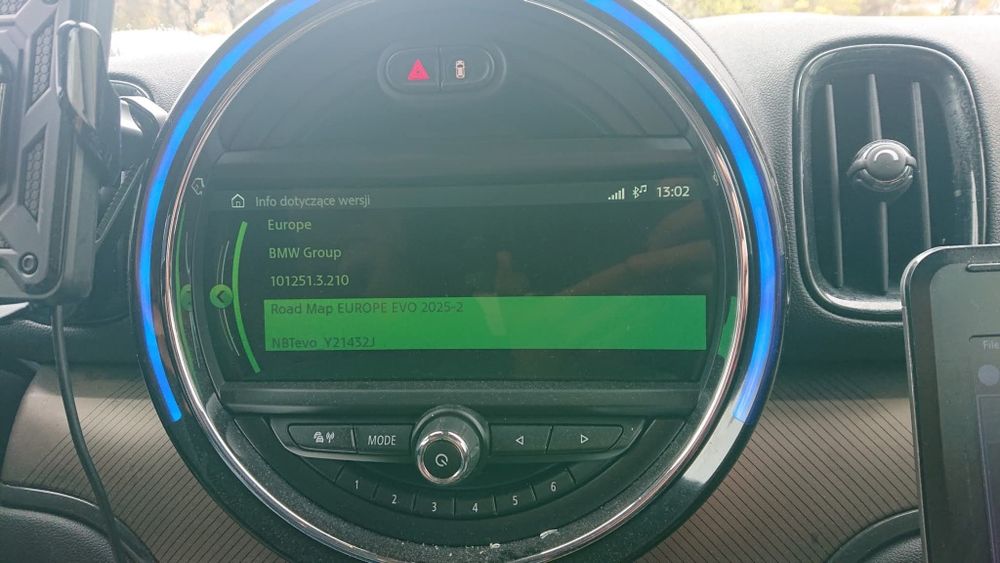 Info dotyczące wersji
13:02
Europe
BMW Group
101251.3.210
Road Map EUROPE EVO 2025-2
NBTevo_Y21432J
MODE
1
2
3
4
5
6
File